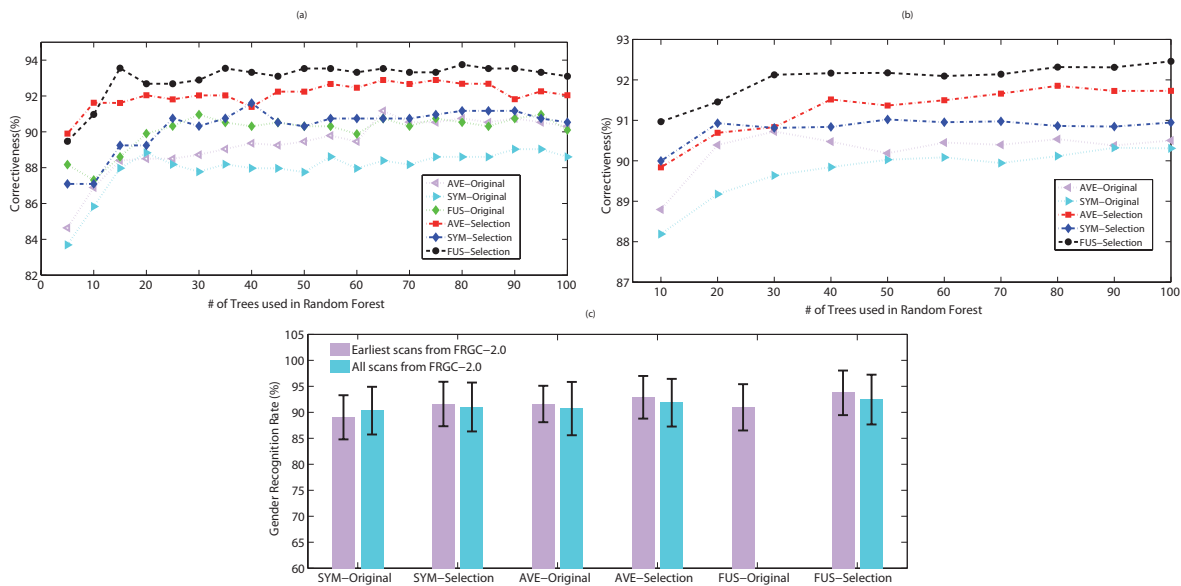 (a)
94
92
90
88
86
84
82
Correctiveness(%)
0 10 20 30 40 50 60 70 80 90 100
# of Trees used in Random Forest
AVE−Original
SYM−Original
FUS−Original
AVE−Selection
SYM−Selection
FUS−Selection
(b)
93
92
91
90
89
88
87
Correctiveness(%)
10 20 30 40 50 60 70 80 90 100
# of Trees used in Random Forest
AVE−Original
SYM−Original
AVE−Selection
SYM−Selection
FUS−Selection
(c)
105
100
95
90
85
80
75
70
65
60
Gender Recognition Rate (%)
Earliest scans from FRGC−2.0
All scans from FRGC−2.0
SYM−Original SYM−Selection AVE−Original AVE−Selection FUS−Original FUS−Selection